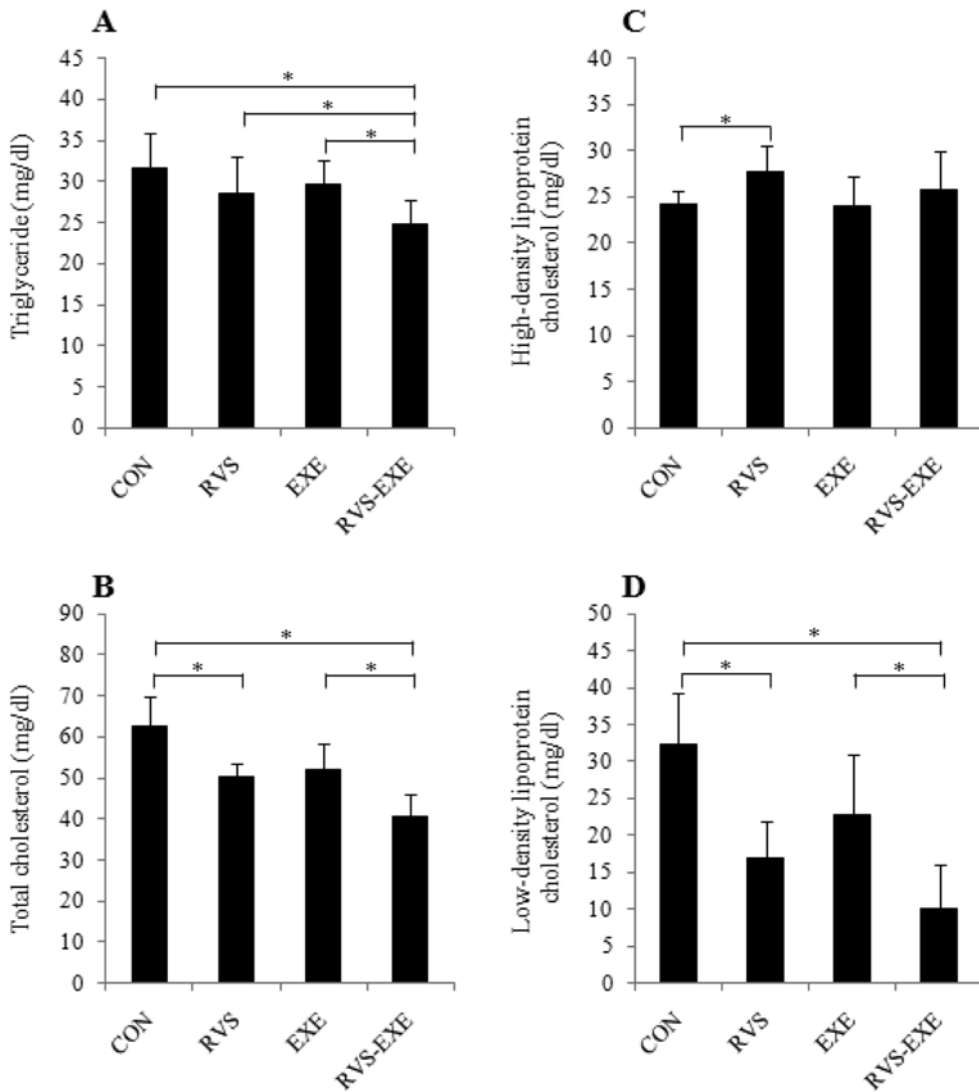 A
Triglyceride (mg/dl)
45
40
35
30
25
20
15
10
5
0
*
*
*
CON
RVS
EXE
RVS-EXE
C
High-density lipoprotein
cholesterol (mg/dl)
40
35
30
25
20
15
10
5
0
*
CON
RVS
EXE
RVS-EXE
B
Total cholesterol (mg/dl)
90
80
70
60
50
40
30
20
10
0
*
*
*
CON
RVS
EXE
RVS-EXE
D
Low-density lipoprotein
cholesterol (mg/dl)
50
45
40
35
30
25
20
15
10
5
0
*
*
*
CON
RVS
EXE
RVS-EXE